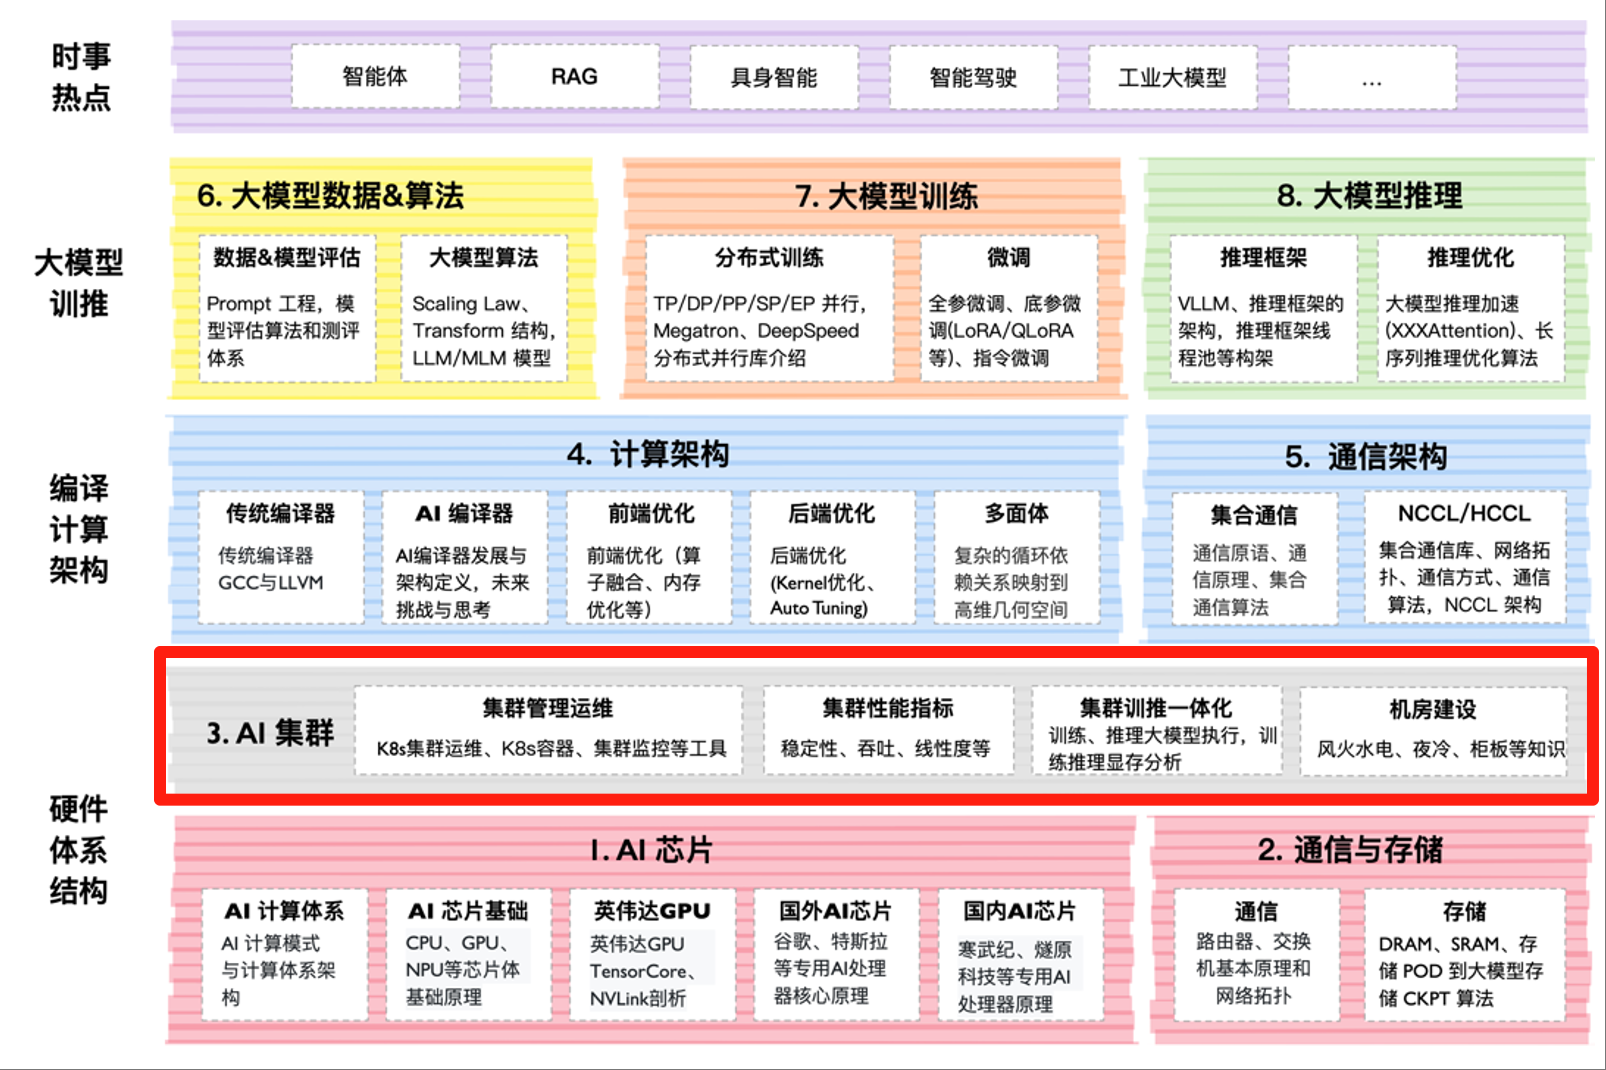 时事
热点
智能体
RAG
具身智能
智能驾驶
工业大模型
...
大模型
训推
6. 大模型数据&算法
数据&模型评估
Prompt 工程，模
型评估算法和测评
体系
大模型算法
Scaling Law、
Transform 结构，
LLM/MLM 模型
7. 大模型训练
分布式训练
TP/DP/PP/SP/EP 并行，
Megatron、DeepSpeed
分布式并行库介绍
微调
全参微调、底参微
调(LoRA/QLoRA
等)、指令微调
8. 大模型推理
推理框架
VLLM、推理框架的
架构，推理框架线
程池等构架
推理优化
大模型推理加速
(XXXAttention)、长
序列推理优化算法
编译
计算
架构
4. 计算架构
传统编译器
传统编译器
GCC与LLVM
AI 编译器
AI编译器发展与
架构定义，未来
挑战与思考
前端优化
前端优化（算
子融合、内存
优化等）
后端优化
后端优化
(Kernel优化、
Auto Tuning)
多面体
复杂的循环依
赖关系映射到
高维几何空间
5. 通信架构
集合通信
通信原语、通
信原理、集合
通信算法
NCCL/HCCL
集合通信库、网络拓
扑、通信方式、通信
算法，NCCL 架构
硬件
体系
结构
3. AI 集群
集群管理运维
K8s集群运维、K8s容器、集群监控等工具
集群性能指标
稳定性、吞吐、线性度等
集群训推一体化
训练、推理大模型执行，训
练推理显存分析
机房建设
风火水电、夜冷、柜板等知识
1. AI 芯片
AI 计算体系
AI 计算模式
与计算体系架
构
AI 芯片基础
CPU、GPU、
NPU等芯片体
基础原理
英伟达GPU
英伟达GPU
TensorCore、
NVLink剖析
国外AI芯片
谷歌、特斯拉
等专用AI处理
器核心原理
国内AI芯片
寒武纪、燧原
科技等专用AI
处理器原理
2. 通信与存储
通信
路由器、交换
机基本原理和
网络拓扑
存储
DRAM、SRAM、存
储 POD 到大模型存
储 CKPT 算法